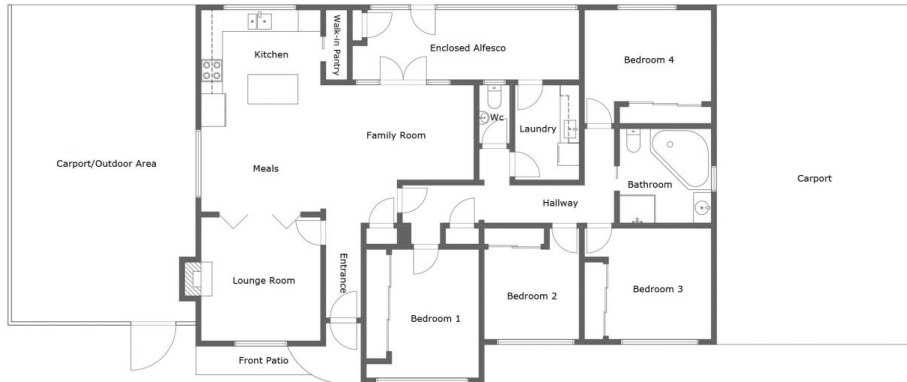 Kitchen
Walk-in Pantry
Enclosed Alfesco
Bedroom 4
Wc
Laundry
Family Room
Carport/Outdoor Area
Meals
Bathroom
Carport
Hallway
Lounge Room
Entrance
Bedroom 1
Bedroom 2
Bedroom 3
Front Patio